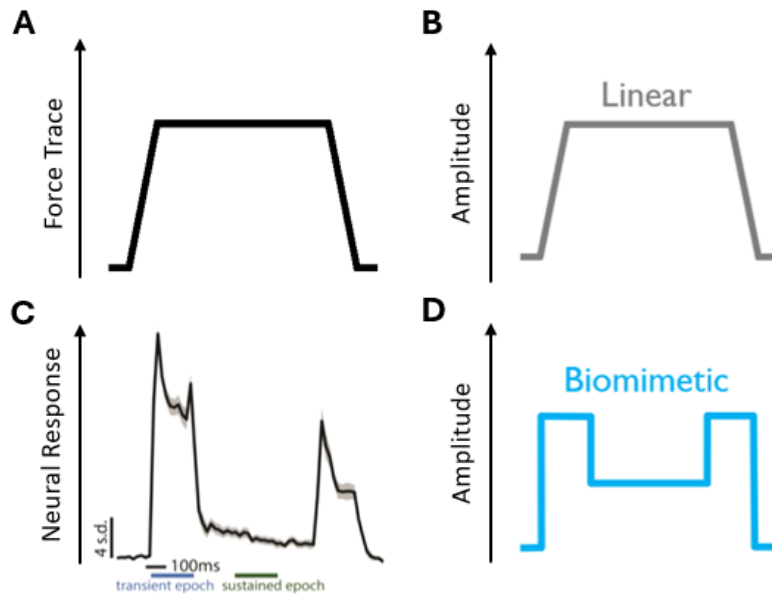 A
Force Trace
B
Amplitude
Linear
C
Neural Response
4 s.d.
100ms
transient epoch
sustained epoch
D
Amplitude
Biomimetic